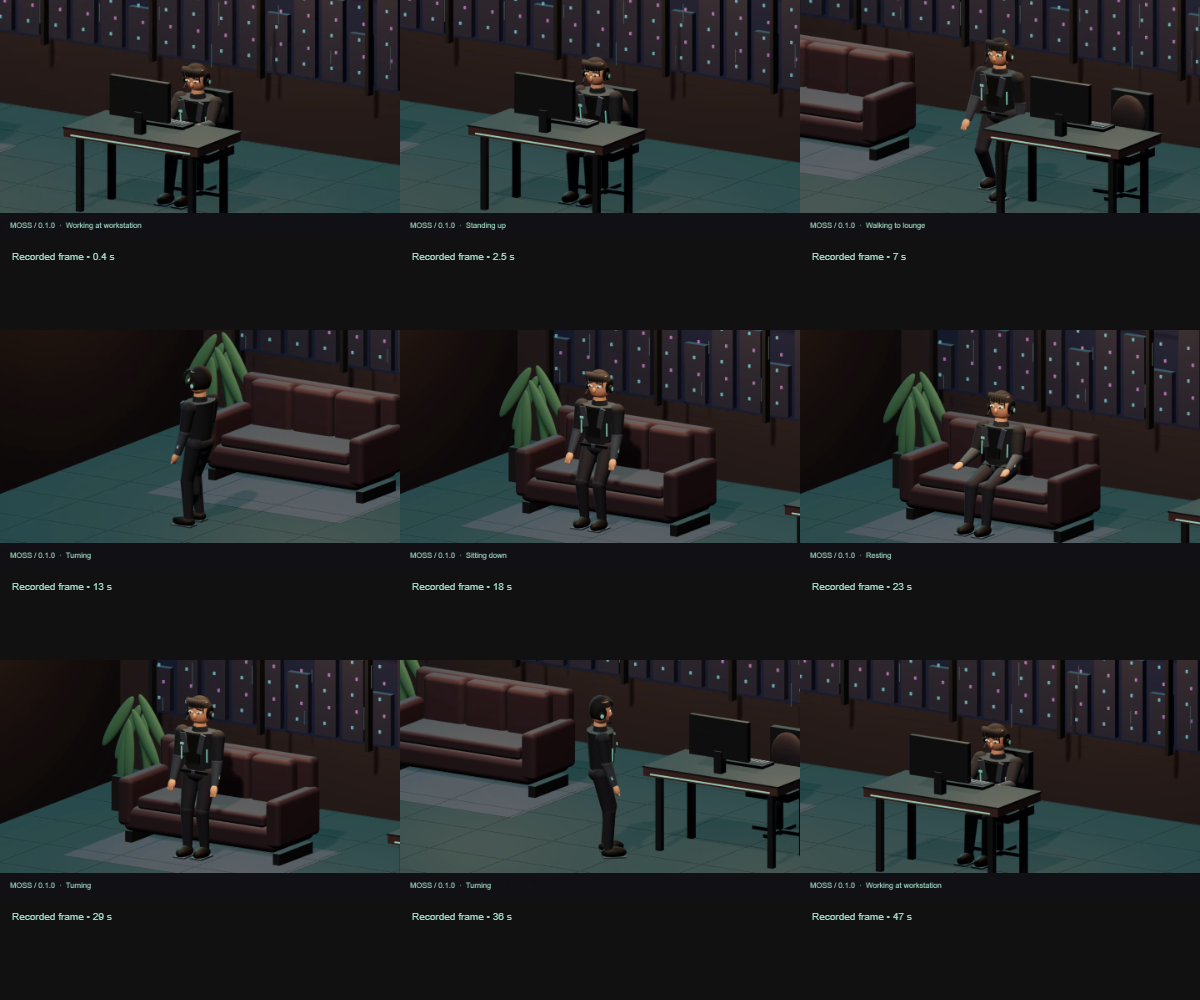 MOSS / 0.1.0 · Working at workstation
Recorded frame - 0.4 s
MOSS / 0.1.0 · Standing up
Recorded frame - 2.5 s
MOSS / 0.1.0 · Walking to lounge
Recorded frame - 7 s
MOSS / 0.1.0 · Turning
Recorded frame - 13 s
MOSS / 0.1.0 · Sitting down
Recorded frame - 18 s
MOSS / 0.1.0 · Resting
Recorded frame - 23 s
MOSS / 0.1.0 · Turning
Recorded frame - 29 s
MOSS / 0.1.0 · Turning
Recorded frame - 36 s
MOSS / 0.1.0 · Working at workstation
Recorded frame - 47 s